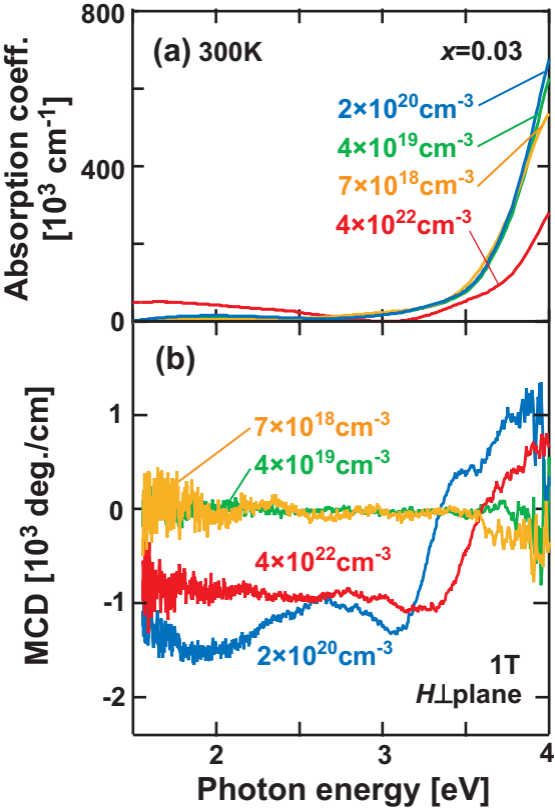 800
(a) 300K
x=0.03
2×10²⁰cm⁻³
4×10¹⁹cm⁻³
7×10¹⁸cm⁻³
4×10²²cm⁻³
400
0
Absorption coeff.
[10³ cm⁻¹]
(b)
7×10¹⁸cm⁻³
4×10¹⁹cm⁻³
4×10²²cm⁻³
2×10²⁰cm⁻³
1
0
-1
-2
MCD [10³ deg./cm]
1T
H⊥plane
2
3
4
Photon energy [eV]